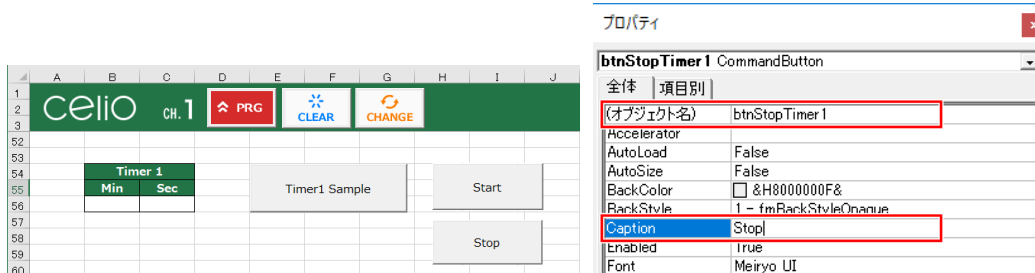 A B C D E F G H I J
1
2
3
celio CH.1 PRG CLEAR CHANGE
52
53
54 Timer 1
55 Min Sec Timer1 Sample Start
56
57
58 Stop
59
60
プロパティ
btnStopTimer1 CommandButton
全体 項目別
(オブジェクト名) btnStopTimer1
Accelerator
AutoLoad False
AutoSize False
BackColor &H8000000F&
BackStyle 1 - fmBackStyleOpaque
Caption Stop
Enabled True
Font Meiryo UI